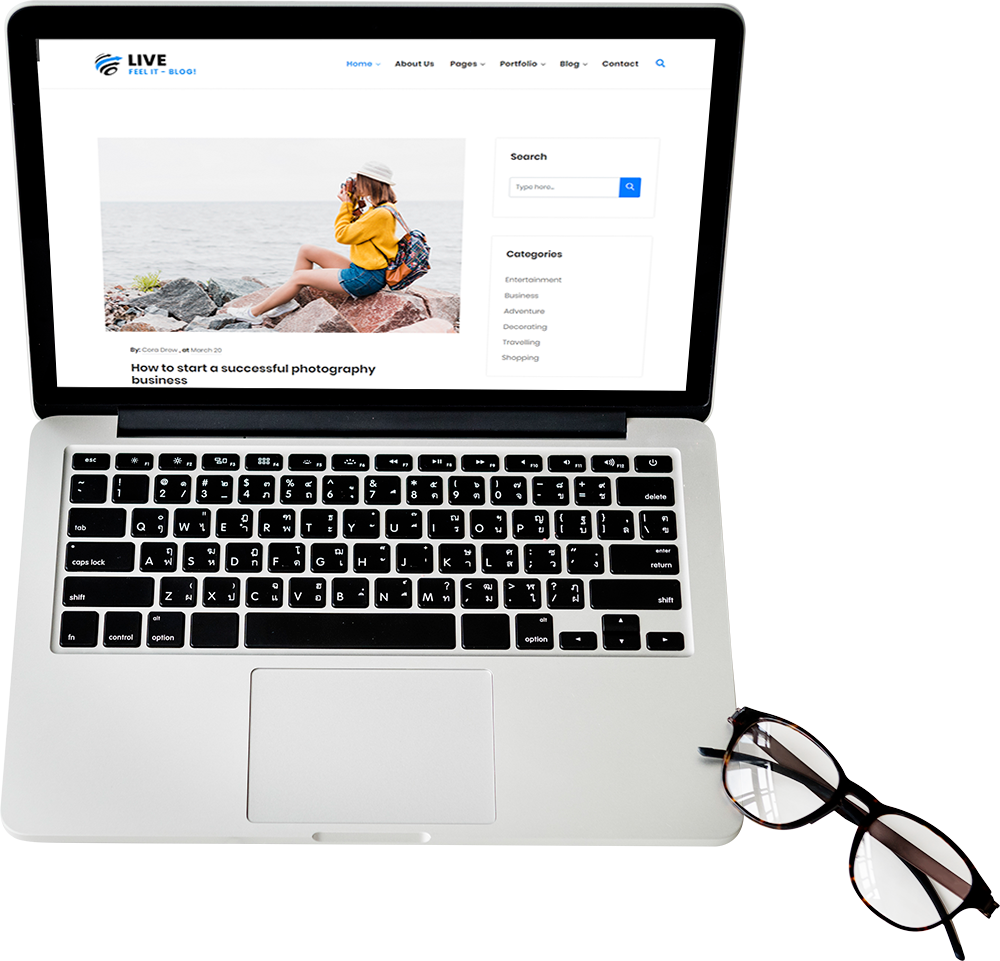 LIVE
FEEL IT - BLOG!
Home About Us Pages Portfolio Blog Contact
Search
Type here...
Categories
Entertainment
Business
Adventure
Decorating
Travelling
Shopping
By: Cora Drow , at March 20
How to start a successful photography
business
esc F1 F2 F3 F4 F5 F6 F7 F8 F9 F10 F11 F12
~ ! 1 @ 2 # 3 $ 4 % 5 ^ 6 & 7 * 8 ( 9 ) 0 - + = delete
tab Q W E R T Y U I O P { [ } ] | \
caps lock A S D F G H J K L : ; " ' enter return
shift Z X C V B N M < , > . ? / shift
fn control alt option alt option